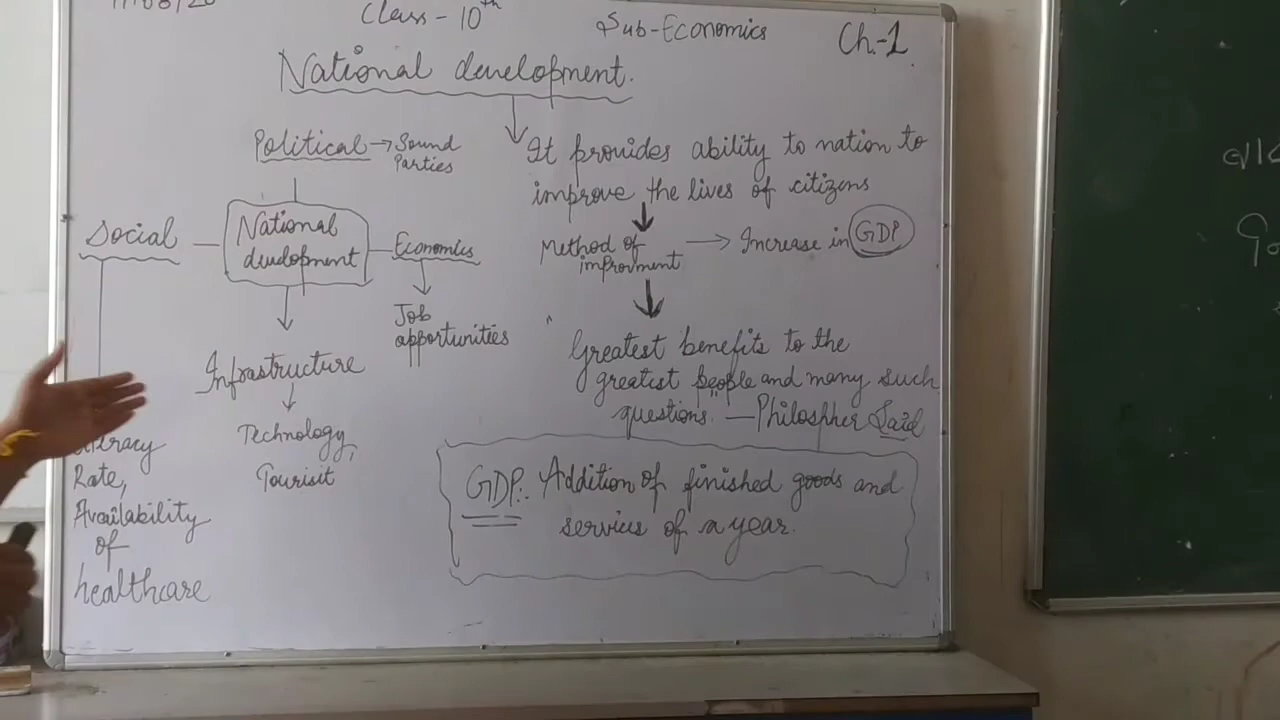 Class - 10th
Sub-Economics
Ch.-1
National development.
Political → Sound
Parties
It provides ability to nation to
improve the lives of citizens
Social
National
development
Economics
Method of
improvment
→ Increase in GDP
Job
opportunities
Infrastructure
Greatest benefits to the
greatest people and many such
questions." — Philospher Said
Technology,
Tourisit
Rate,
Availability
of
healthcare
GDP:. Addition of finished goods and
services of a year.